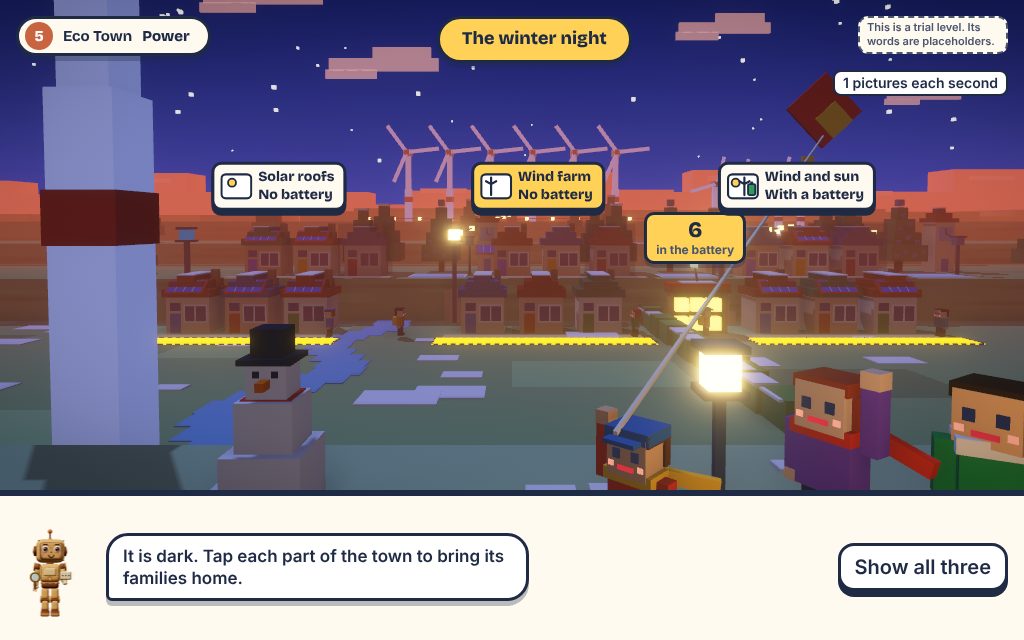 5 Eco Town Power
The winter night
This is a trial level. Its
words are placeholders.
1 pictures each second
Solar roofs
No battery
Wind farm
No battery
Wind and sun
With a battery
6
in the battery
It is dark. Tap each part of the town to bring its
families home.
Show all three